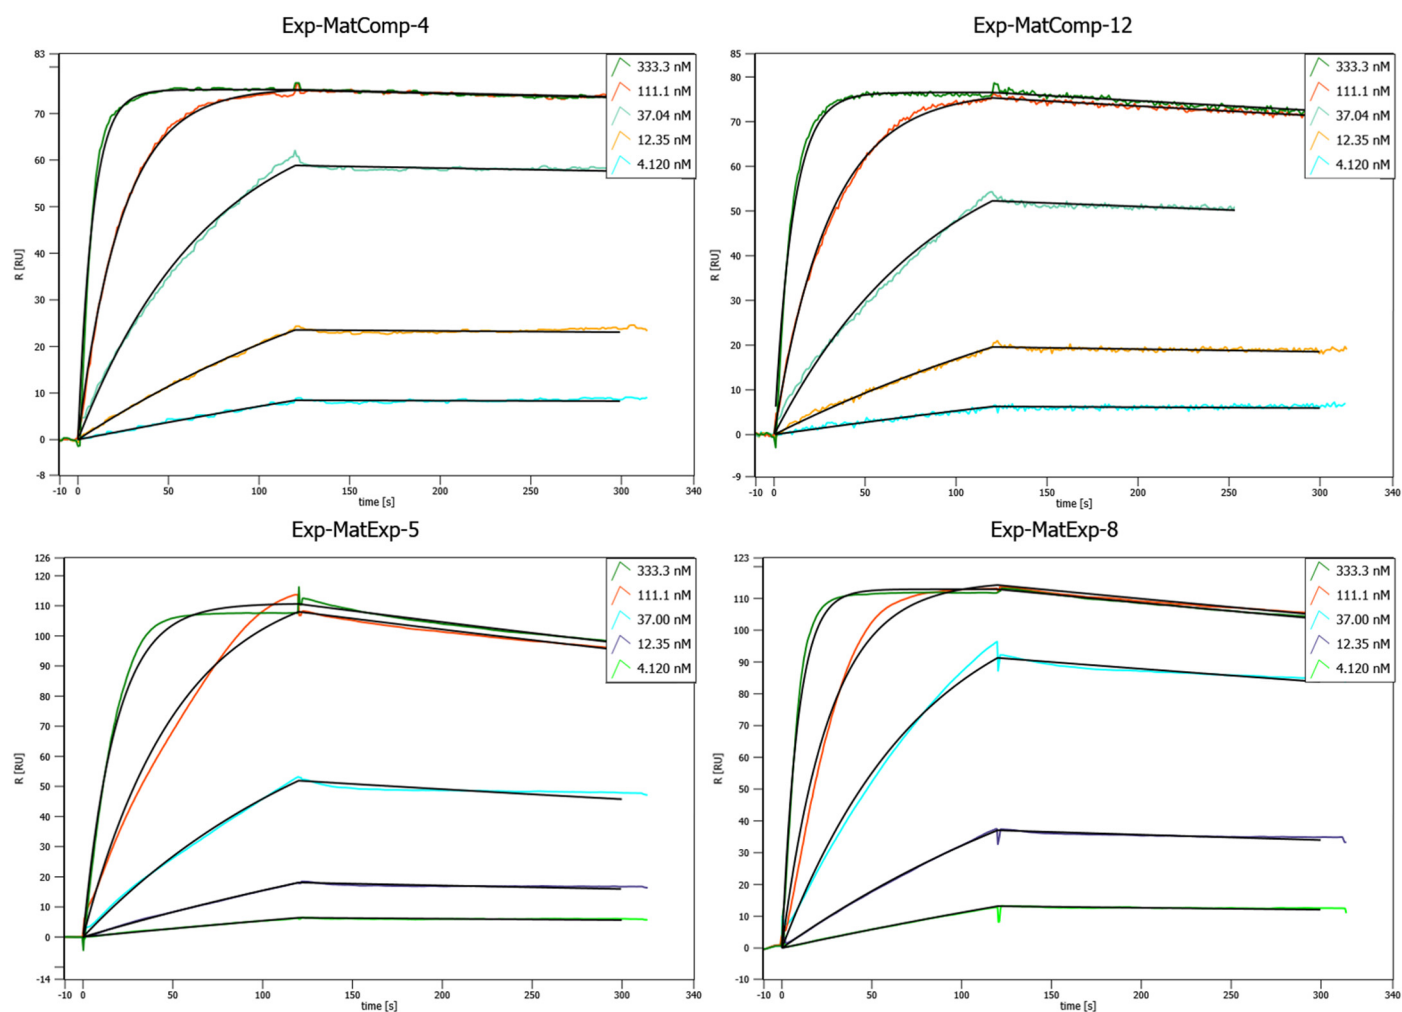 Exp-MatComp-4
83
70
60
50
40
30
20
10
0
-8
R [RU]
-10 0 50 100 150 200 250 300 340
time [s]
333.3 nM
111.1 nM
37.04 nM
12.35 nM
4.120 nM
Exp-MatComp-12
85
80
70
60
50
40
30
20
10
0
-9
R [RU]
-10 0 50 100 150 200 250 300 340
time [s]
333.3 nM
111.1 nM
37.04 nM
12.35 nM
4.120 nM
Exp-MatExp-5
126
120
110
100
90
80
70
60
50
40
30
20
10
0
-14
R [RU]
-10 0 50 100 150 200 250 300 340
time [s]
333.3 nM
111.1 nM
37.00 nM
12.35 nM
4.120 nM
Exp-MatExp-8
123
110
100
90
80
70
60
50
40
30
20
10
0
-10
R [RU]
-10 0 50 100 150 200 250 300 340
time [s]
333.3 nM
111.1 nM
37.00 nM
12.35 nM
4.120 nM